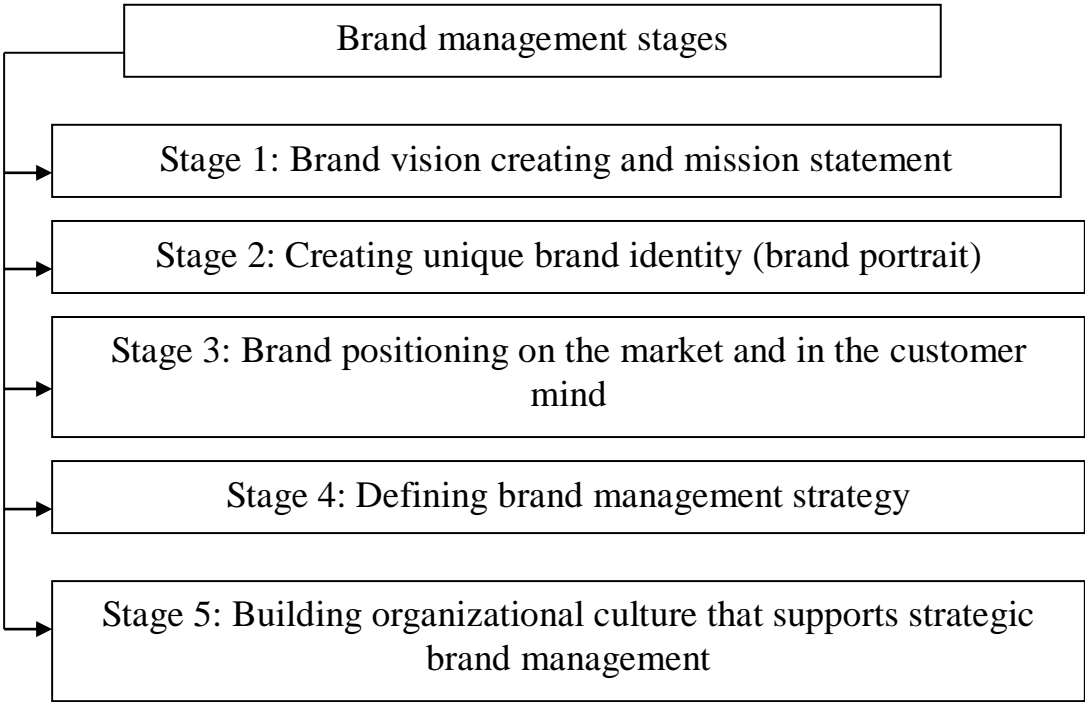 Brand management stages
Stage 1: Brand vision creating and mission statement
Stage 2: Creating unique brand identity (brand portrait)
Stage 3: Brand positioning on the market and in the customer
mind
Stage 4: Defining brand management strategy
Stage 5: Building organizational culture that supports strategic
brand management